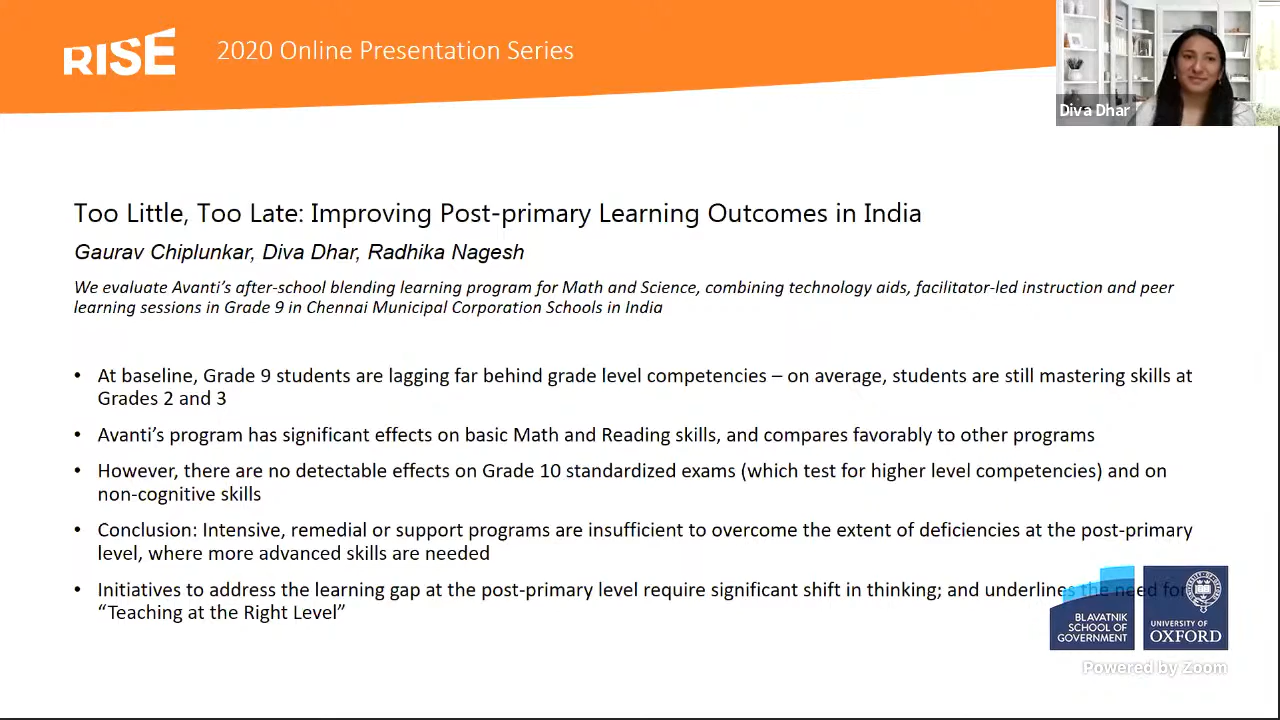 RISE
2020 Online Presentation Series
Diva Dhar
Too Little, Too Late: Improving Post-primary Learning Outcomes in India
Gaurav Chiplunkar, Diva Dhar, Radhika Nagesh
We evaluate Avanti's after-school blending learning program for Math and Science, combining technology aids, facilitator-led instruction and peer
learning sessions in Grade 9 in Chennai Municipal Corporation Schools in India
• At baseline, Grade 9 students are lagging far behind grade level competencies – on average, students are still mastering skills at
Grades 2 and 3
• Avanti's program has significant effects on basic Math and Reading skills, and compares favorably to other programs
• However, there are no detectable effects on Grade 10 standardized exams (which test for higher level competencies) and on
non-cognitive skills
• Conclusion: Intensive, remedial or support programs are insufficient to overcome the extent of deficiencies at the post-primary
level, where more advanced skills are needed
• Initiatives to address the learning gap at the post-primary level require significant shift in thinking; and underlines the need for
“Teaching at the Right Level”
BLAVATNIK
SCHOOL OF
GOVERNMENT
UNIVERSITY OF
OXFORD
Powered by Zoom